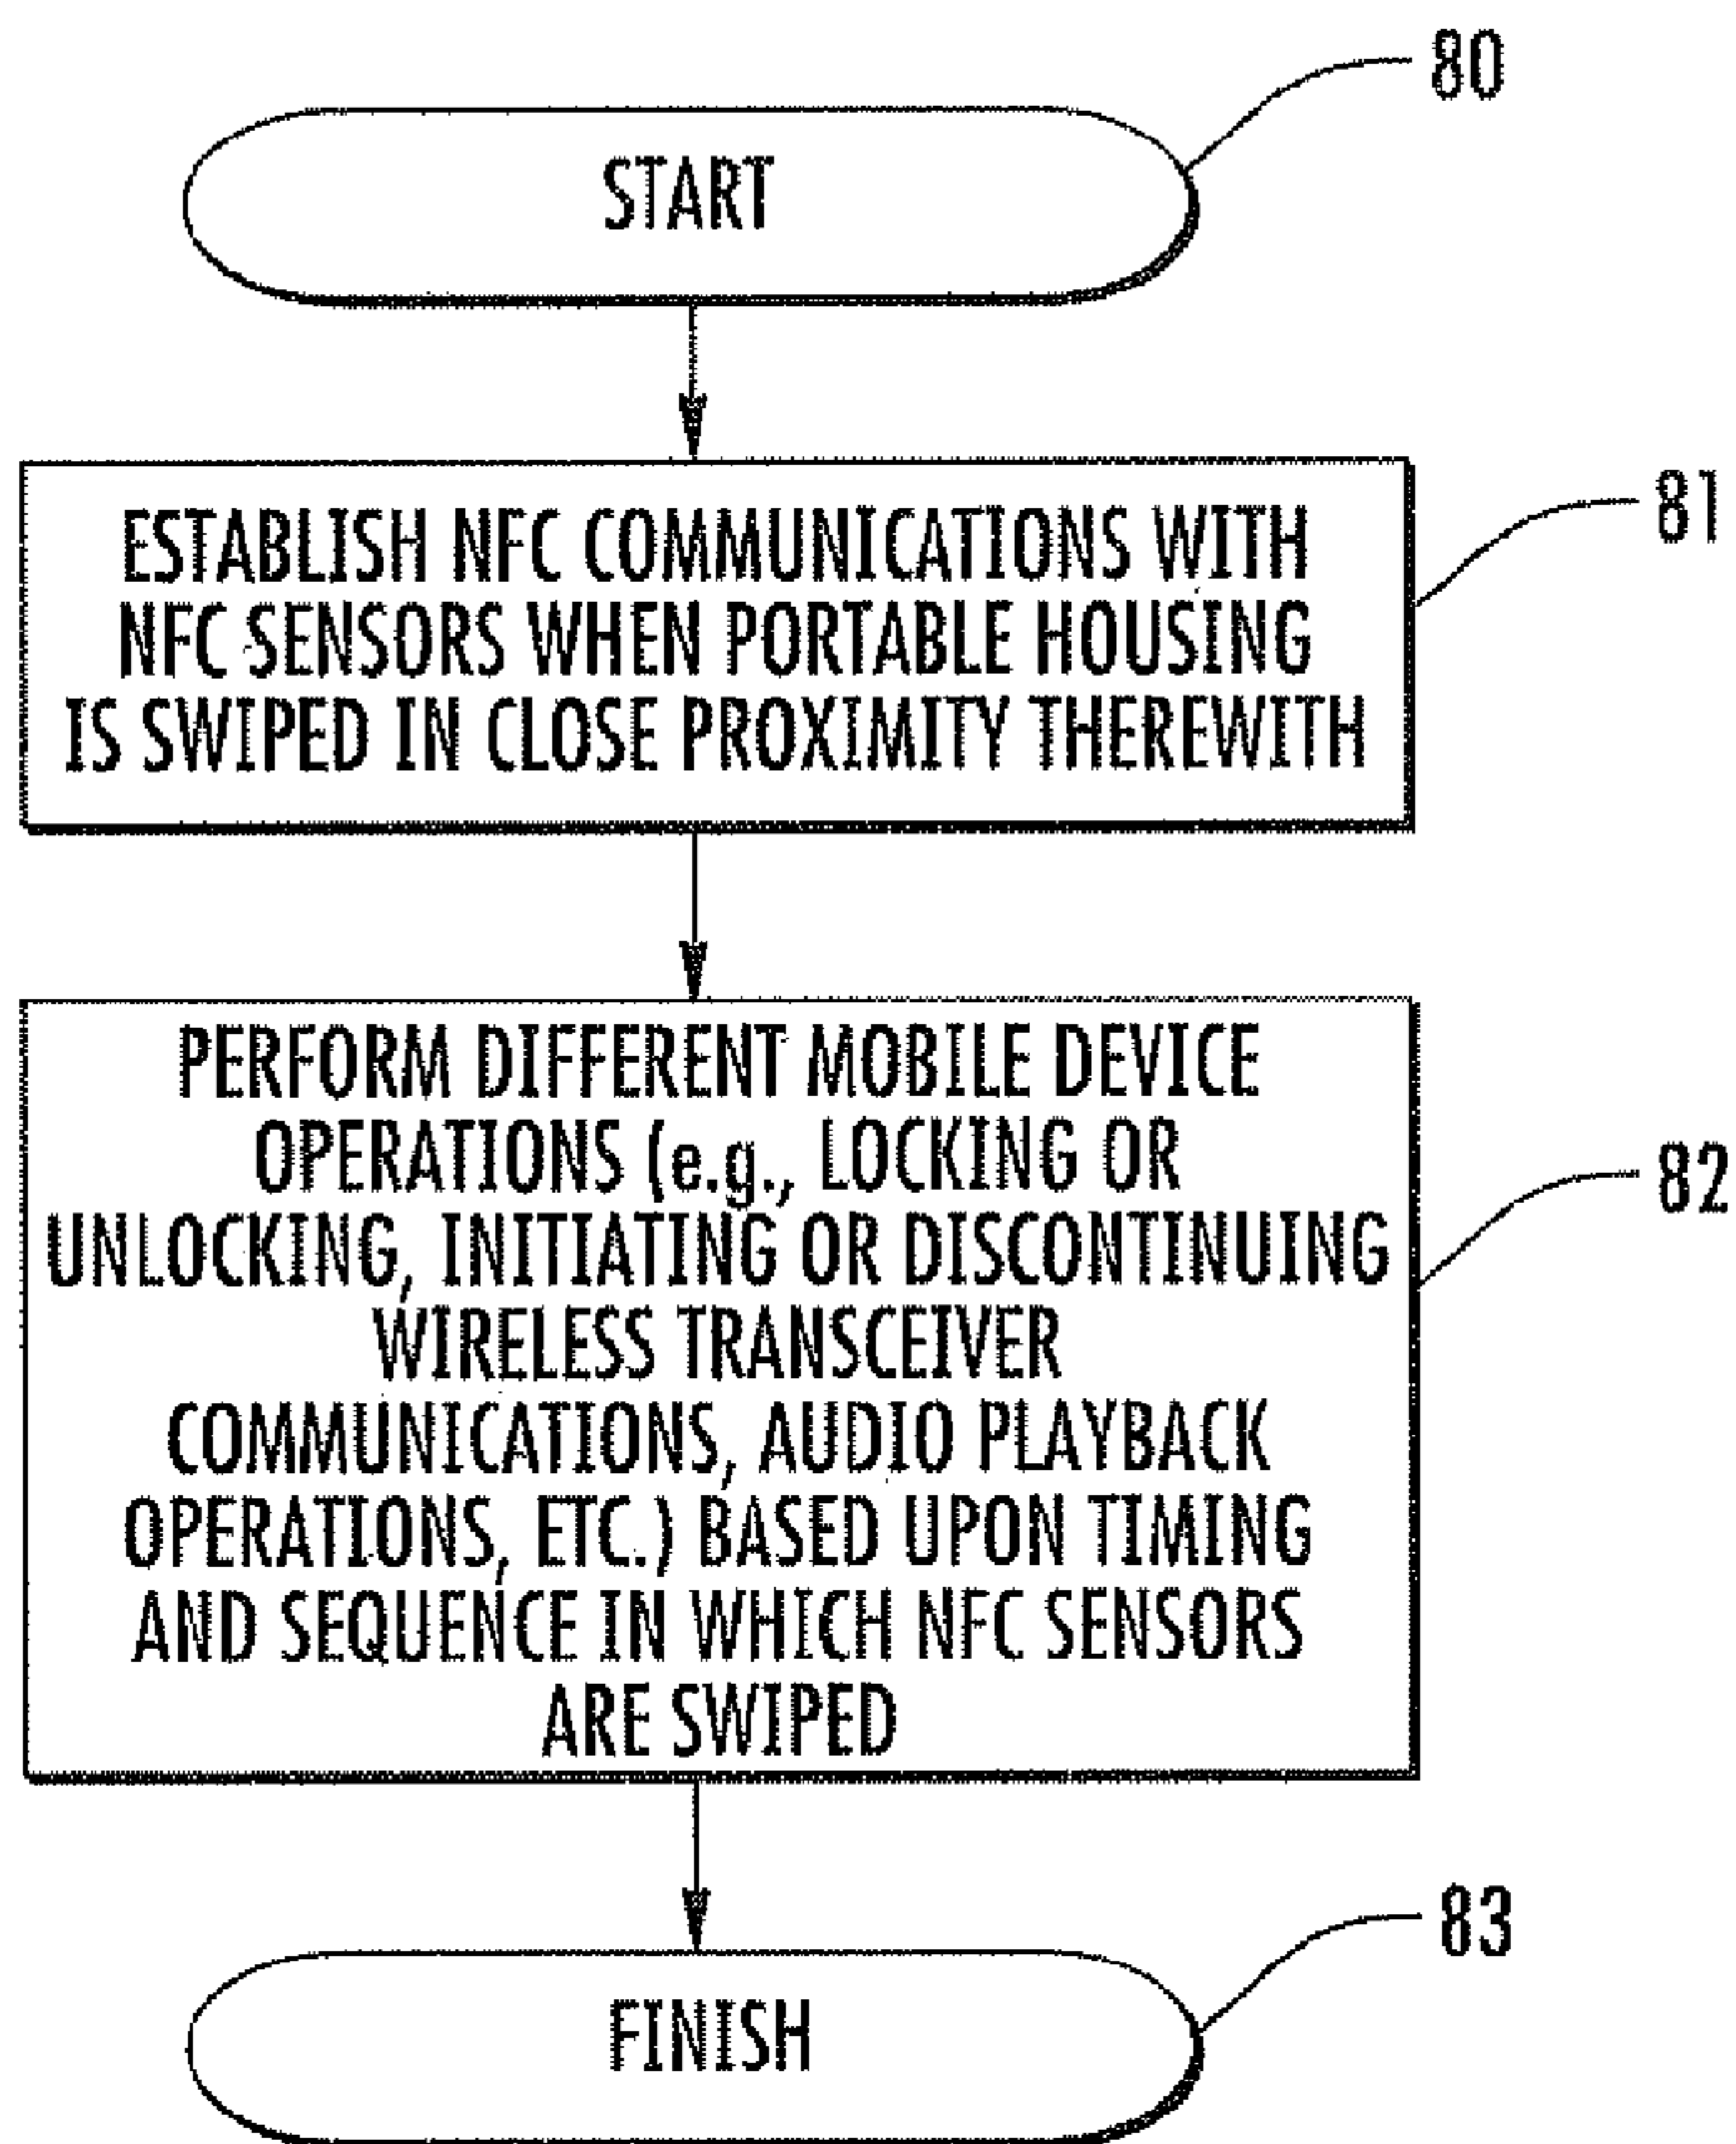 80
START
81
ESTABLISH NFC COMMUNICATIONS WITH
NFC SENSORS WHEN PORTABLE HOUSING
IS SWIPED IN CLOSE PROXIMITY THEREWITH
82
PERFORM DIFFERENT MOBILE DEVICE
OPERATIONS (e.g., LOCKING OR
UNLOCKING, INITIATING OR DISCONTINUING
WIRELESS TRANSCEIVER
COMMUNICATIONS, AUDIO PLAYBACK
OPERATIONS, ETC.) BASED UPON TIMING
AND SEQUENCE IN WHICH NFC SENSORS
ARE SWIPED
83
FINISH